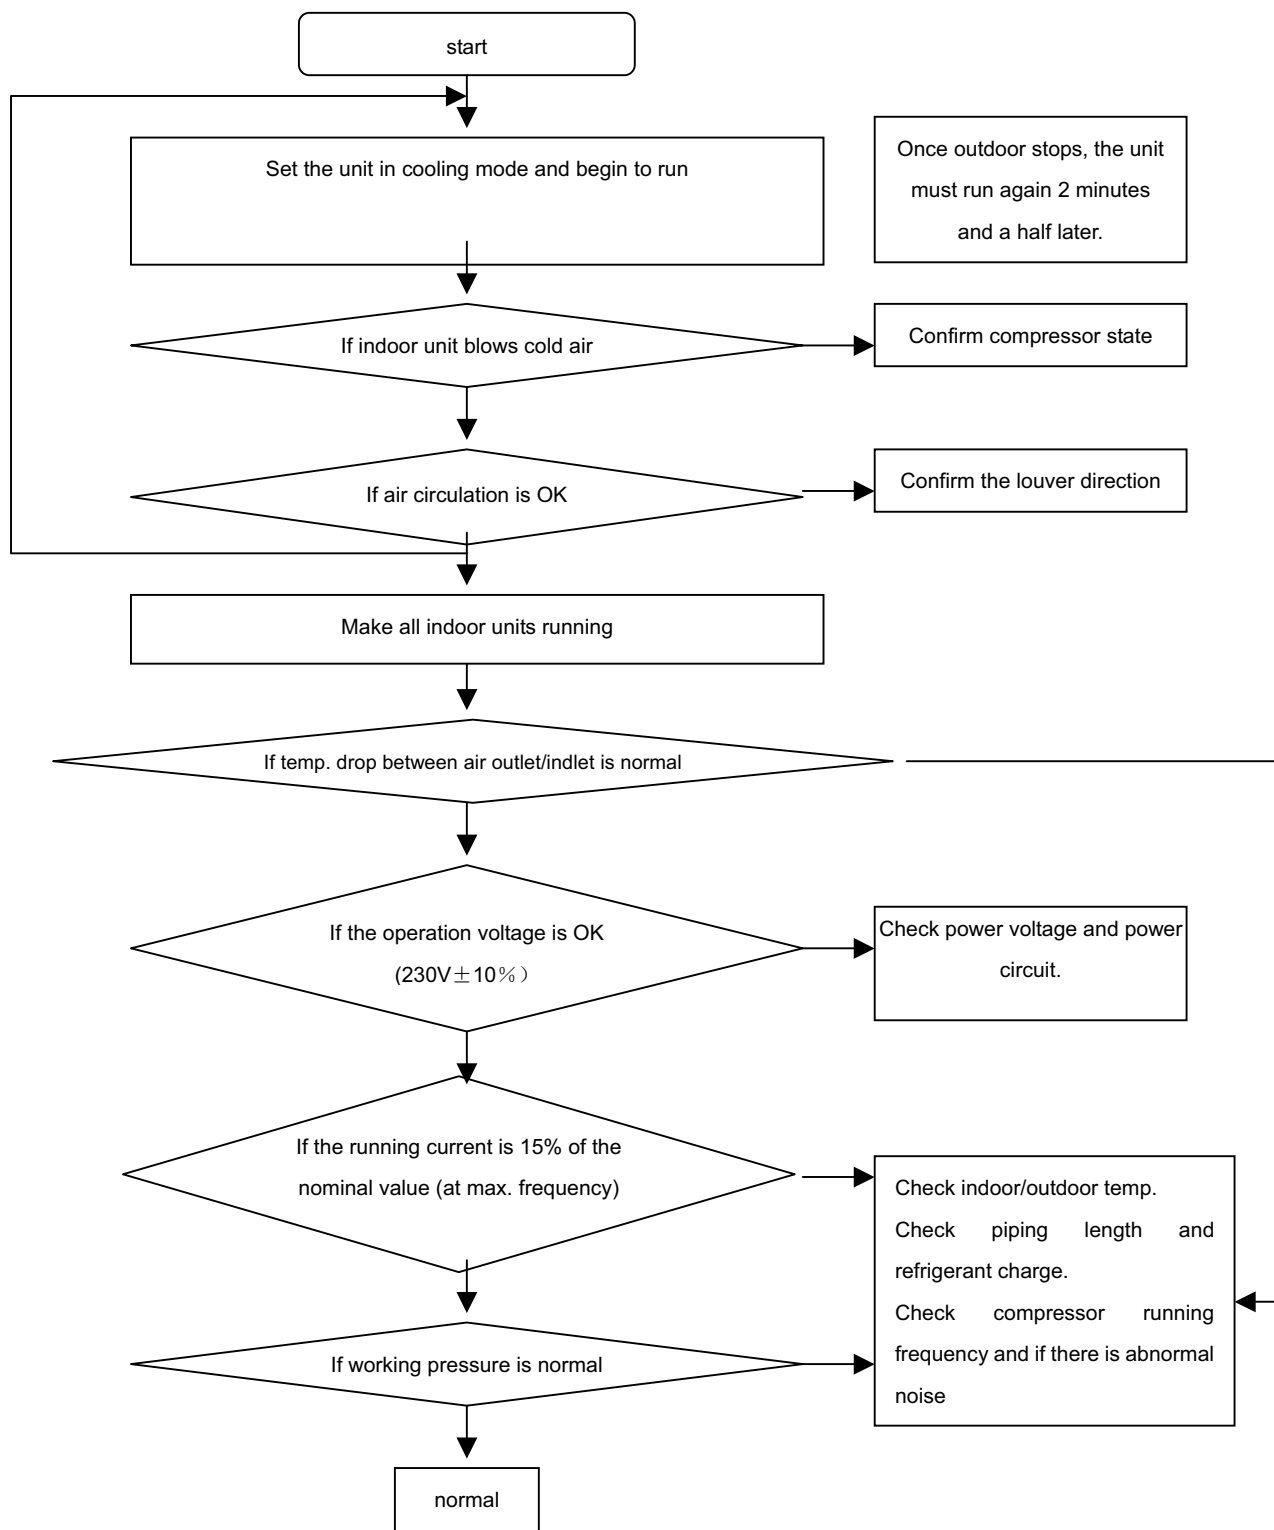 start
Set the unit in cooling mode and begin to run
Once outdoor stops, the unit
must run again 2 minutes
and a half later.
If indoor unit blows cold air
Confirm compressor state
If air circulation is OK
Confirm the louver direction
Make all indoor units running
If temp. drop between air outlet/indlet is normal
If the operation voltage is OK
(230V±10%）
Check power voltage and power
circuit.
If the running current is 15% of the
nominal value (at max. frequency)
Check indoor/outdoor temp.
Check piping length and
refrigerant charge.
Check compressor running
frequency and if there is abnormal
noise
If working pressure is normal
normal